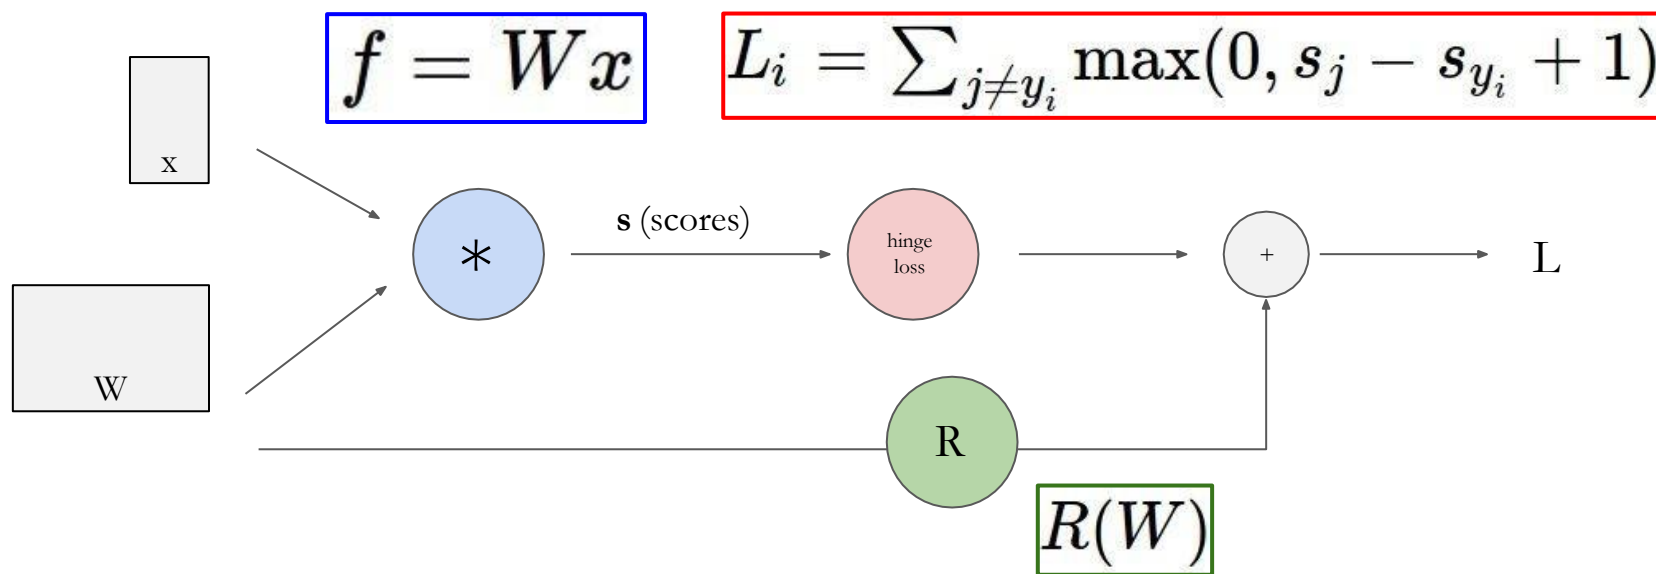 f = Wx
L_i = ∑_{j≠y_i} max(0, s_j − s_{y_i} + 1)
x
s (scores)
*
hinge
loss
+
L
W
R
R(W)